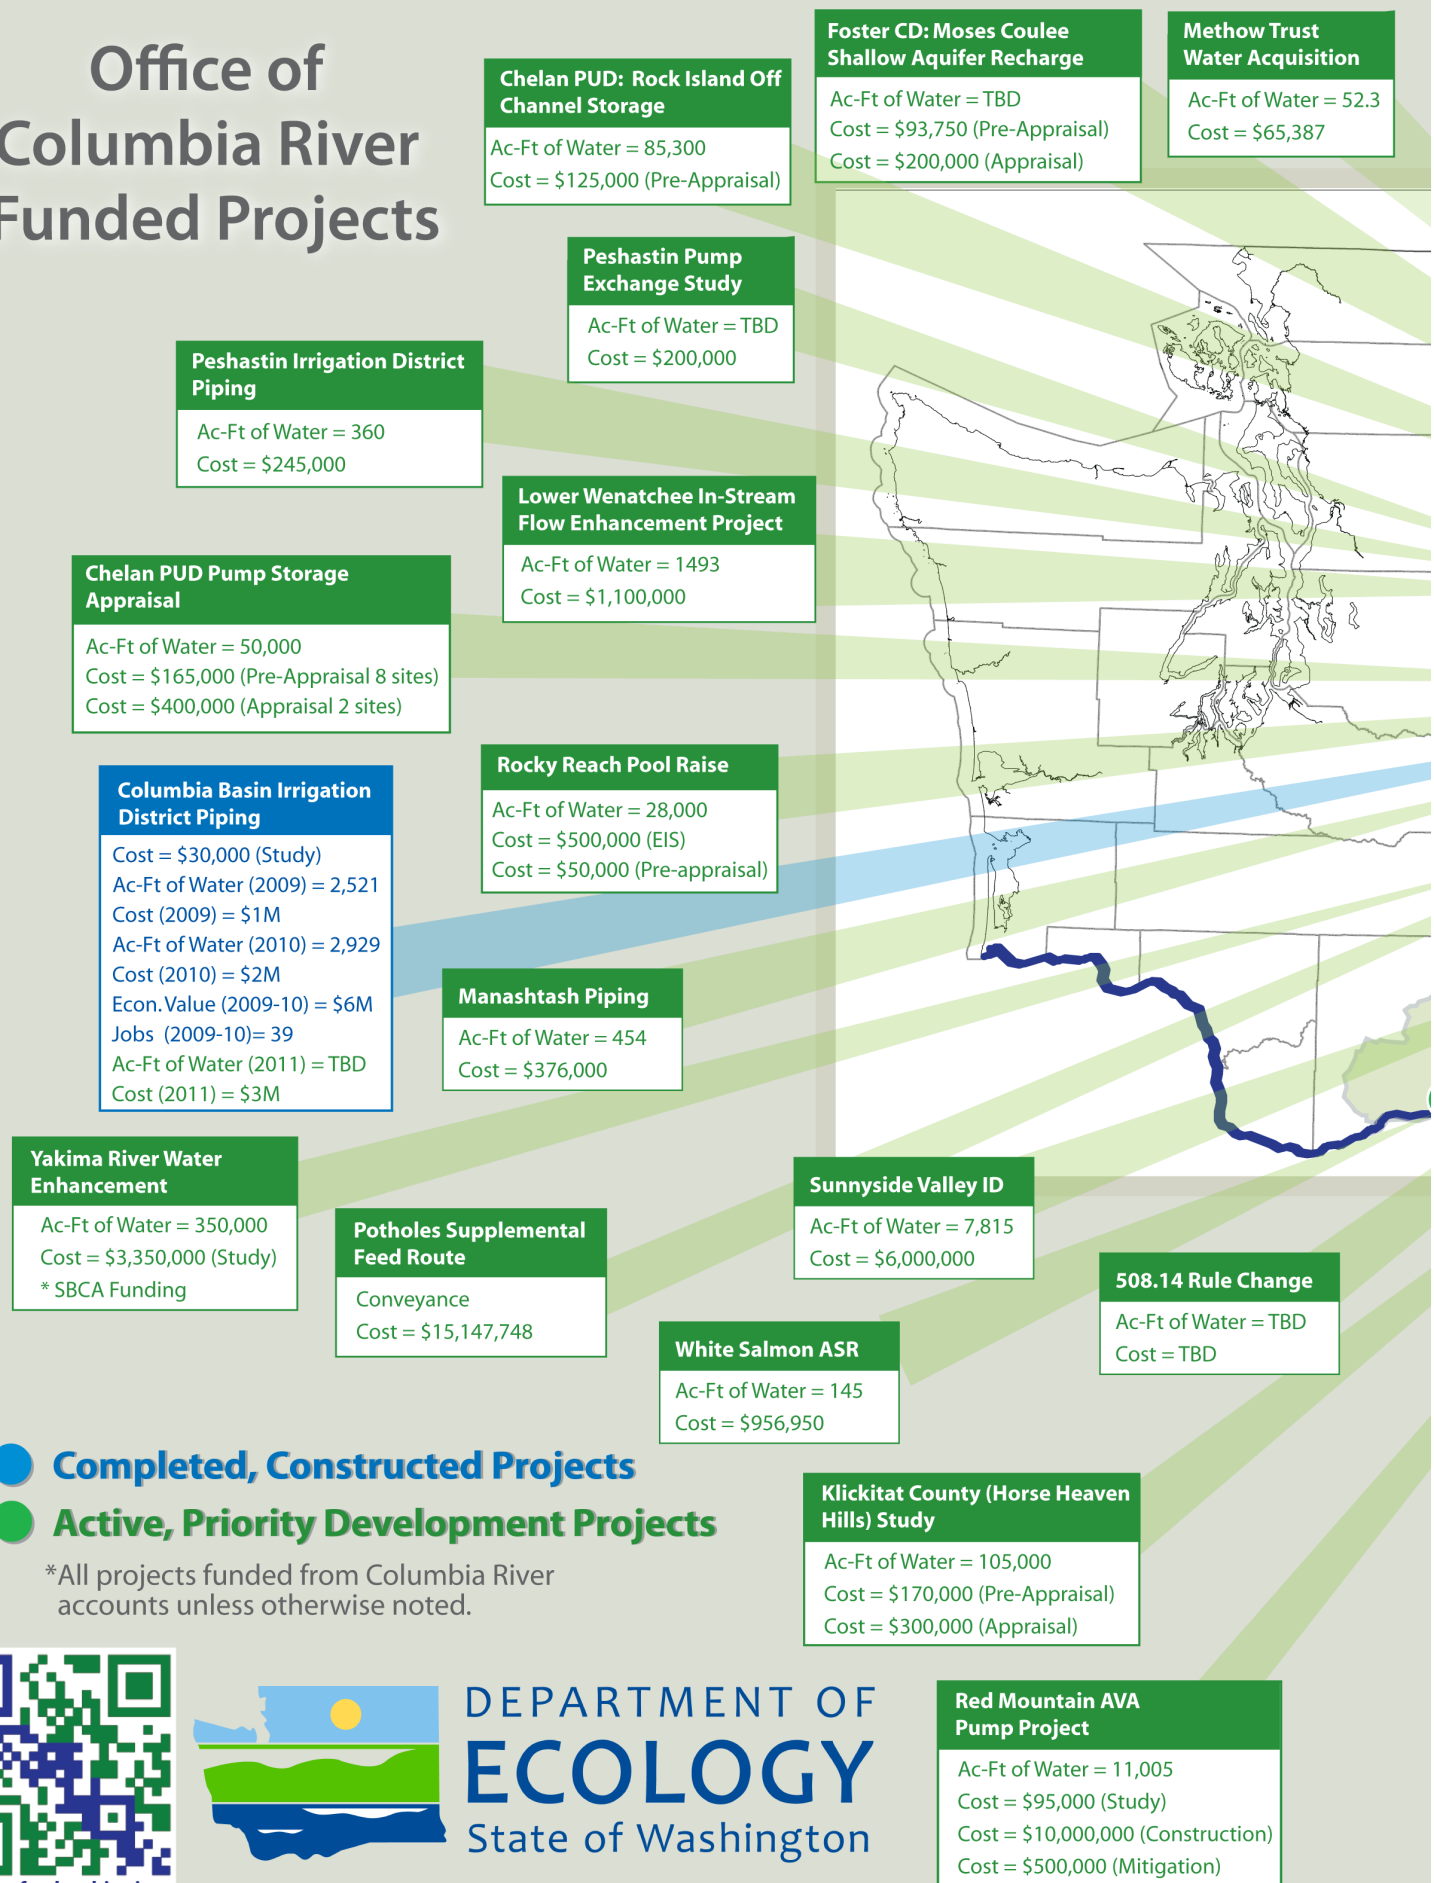 Office of
Columbia River
Funded Projects
Chelan PUD: Rock Island Off
Channel Storage
Ac-Ft of Water = 85,300
Cost = $125,000 (Pre-Appraisal)
Foster CD: Moses Coulee
Shallow Aquifer Recharge
Ac-Ft of Water = TBD
Cost = $93,750 (Pre-Appraisal)
Cost = $200,000 (Appraisal)
Methow Trust
Water Acquisition
Ac-Ft of Water = 52.3
Cost = $65,387
Peshastin Pump
Exchange Study
Ac-Ft of Water = TBD
Cost = $200,000
Peshastin Irrigation District
Piping
Ac-Ft of Water = 360
Cost = $245,000
Lower Wenatchee In-Stream
Flow Enhancement Project
Ac-Ft of Water = 1493
Cost = $1,100,000
Chelan PUD Pump Storage
Appraisal
Ac-Ft of Water = 50,000
Cost = $165,000 (Pre-Appraisal 8 sites)
Cost = $400,000 (Appraisal 2 sites)
Rocky Reach Pool Raise
Ac-Ft of Water = 28,000
Cost = $500,000 (EIS)
Cost = $50,000 (Pre-appraisal)
Columbia Basin Irrigation
District Piping
Cost = $30,000 (Study)
Ac-Ft of Water (2009) = 2,521
Cost (2009) = $1M
Ac-Ft of Water (2010) = 2,929
Cost (2010) = $2M
Econ. Value (2009-10) = $6M
Jobs (2009-10)= 39
Ac-Ft of Water (2011) = TBD
Cost (2011) = $3M
Manashtash Piping
Ac-Ft of Water = 454
Cost = $376,000
Yakima River Water
Enhancement
Ac-Ft of Water = 350,000
Cost = $3,350,000 (Study)
* SBCA Funding
Potholes Supplemental
Feed Route
Conveyance
Cost = $15,147,748
Sunnyside Valley ID
Ac-Ft of Water = 7,815
Cost = $6,000,000
508.14 Rule Change
Ac-Ft of Water = TBD
Cost = TBD
White Salmon ASR
Ac-Ft of Water = 145
Cost = $956,950
Completed, Constructed Projects
Active, Priority Development Projects
*All projects funded from Columbia River
accounts unless otherwise noted.
Klickitat County (Horse Heaven
Hills) Study
Ac-Ft of Water = 105,000
Cost = $170,000 (Pre-Appraisal)
Cost = $300,000 (Appraisal)
DEPARTMENT OF
ECOLOGY
State of Washington
Red Mountain AVA
Pump Project
Ac-Ft of Water = 11,005
Cost = $95,000 (Study)
Cost = $10,000,000 (Construction)
Cost = $500,000 (Mitigation)